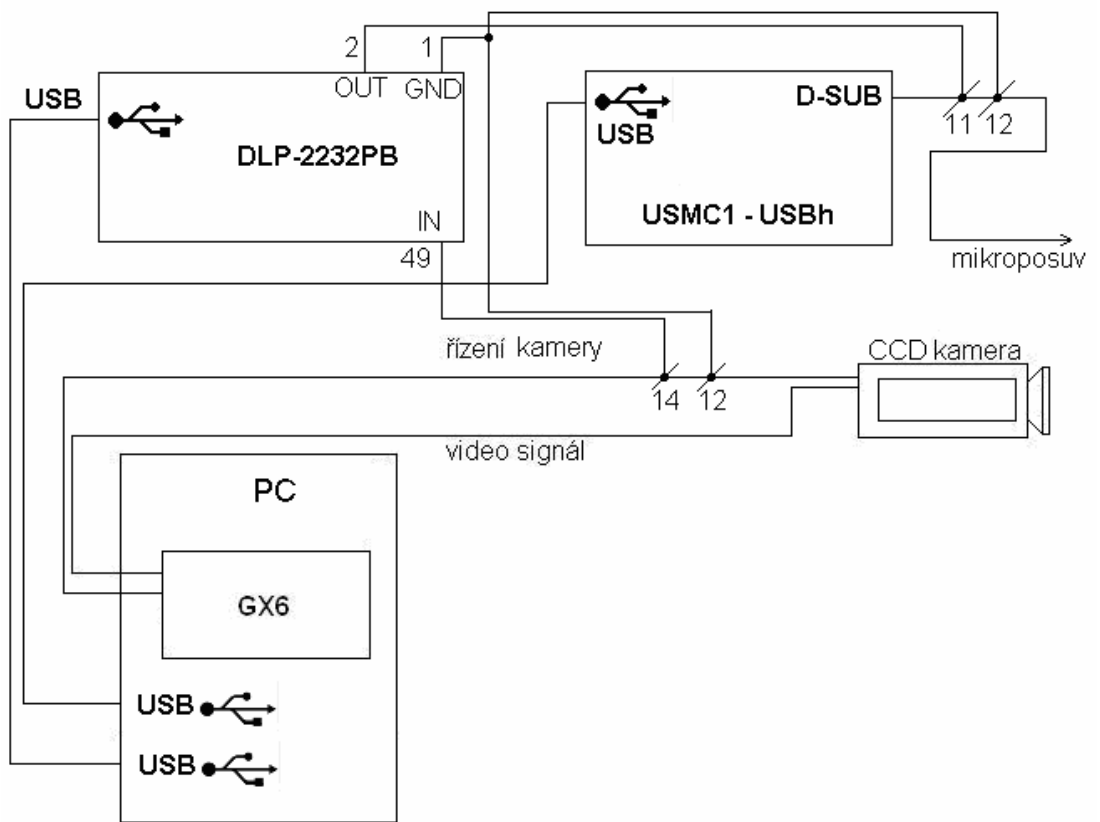 2
1
OUT
GND
USB
DLP-2232PB
IN
49
USB
D-SUB
USMC1 - USBh
11
12
mikroposuv
řízení kamery
14
12
CCD kamera
video signál
PC
GX6
USB
USB